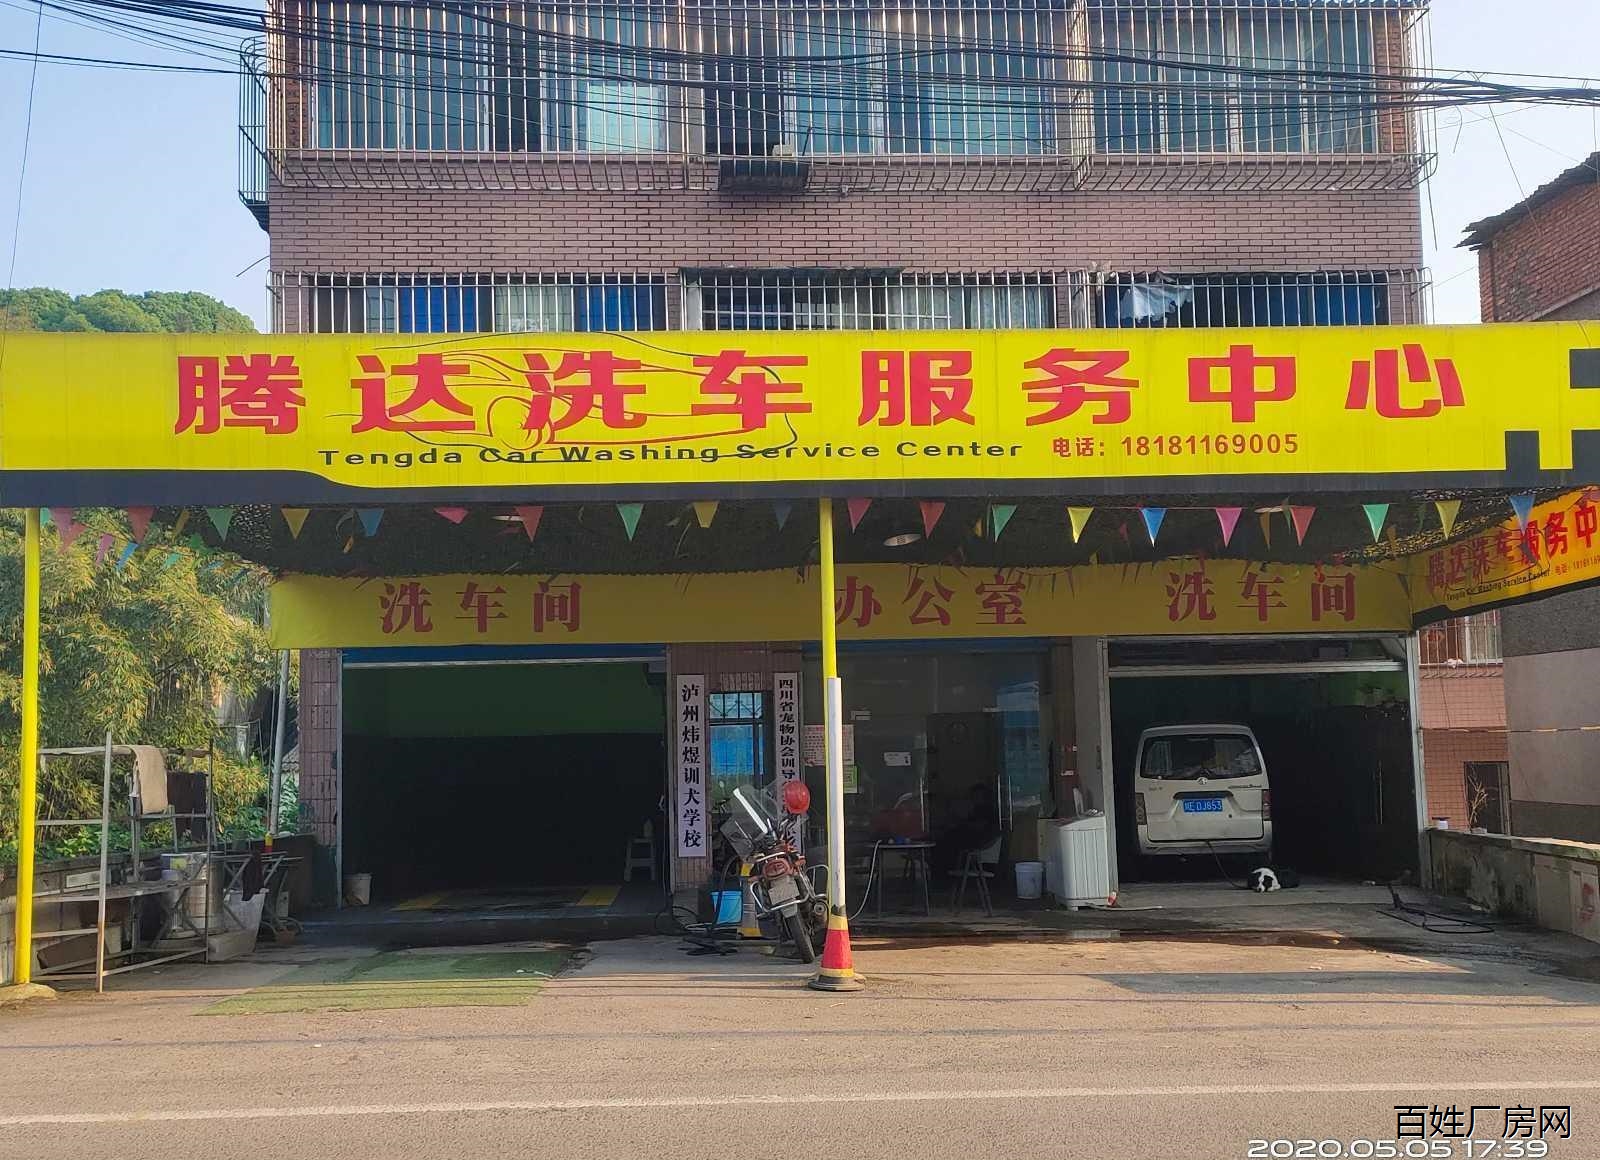 腾达洗车服务中心
Tengda Car Washing Service Center 电话：18181169005
腾达洗车服务中
Tengda Car Washing Service Center
洗车间 办公室 洗车间
泸州炜煜训犬学校
四川省宠物协会训导
DJ853
百姓厂房网
2020.05.05 17:39